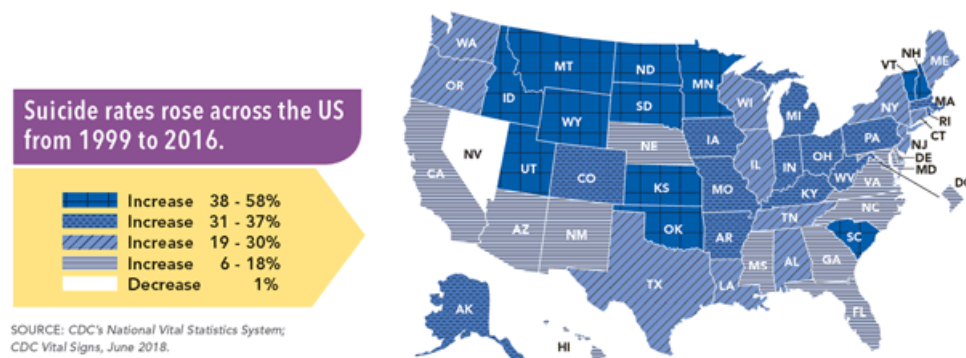 Suicide rates rose across the US
from 1999 to 2016.
Increase 38 - 58%
Increase 31 - 37%
Increase 19 - 30%
Increase 6 - 18%
Decrease 1%
SOURCE: CDC's National Vital Statistics System;
CDC Vital Signs, June 2018.
WA
OR
CA
NV
ID
MT
WY
UT
AZ
CO
NM
ND
SD
NE
KS
OK
TX
MN
IA
MO
AR
LA
WI
IL
MI
IN
OH
KY
TN
MS
AL
GA
FL
SC
NC
VA
WV
PA
NY
VT
NH
ME
MA
RI
CT
NJ
DE
MD
AK
HI